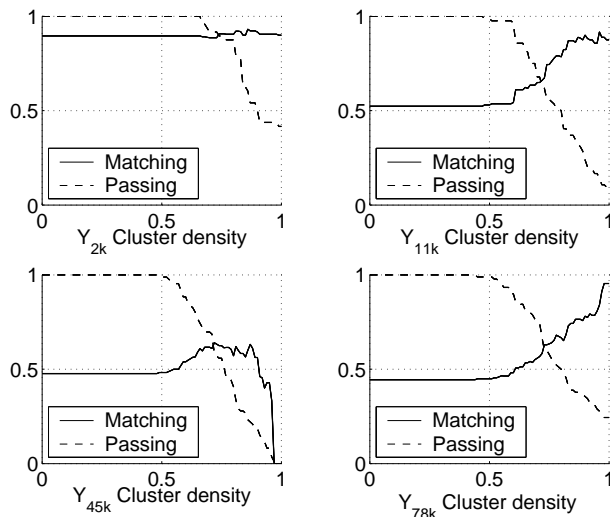 1
0.5
0
Matching
Passing
0 0.5 1
Y2k Cluster density
1
0.5
0
Matching
Passing
0 0.5 1
Y11k Cluster density
1
0.5
0
Matching
Passing
0 0.5 1
Y45k Cluster density
1
0.5
0
Matching
Passing
0 0.5 1
Y78k Cluster density